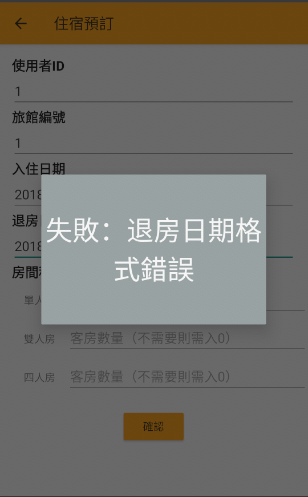 住宿預訂
使用者ID
1
旅館編號
1
入住日期
2018
退房
2018
失敗：退房日期格
式錯誤
房間
單人
雙人房 客房數量（不需要則需入0）
四人房 客房數量（不需要則需入0）
確認